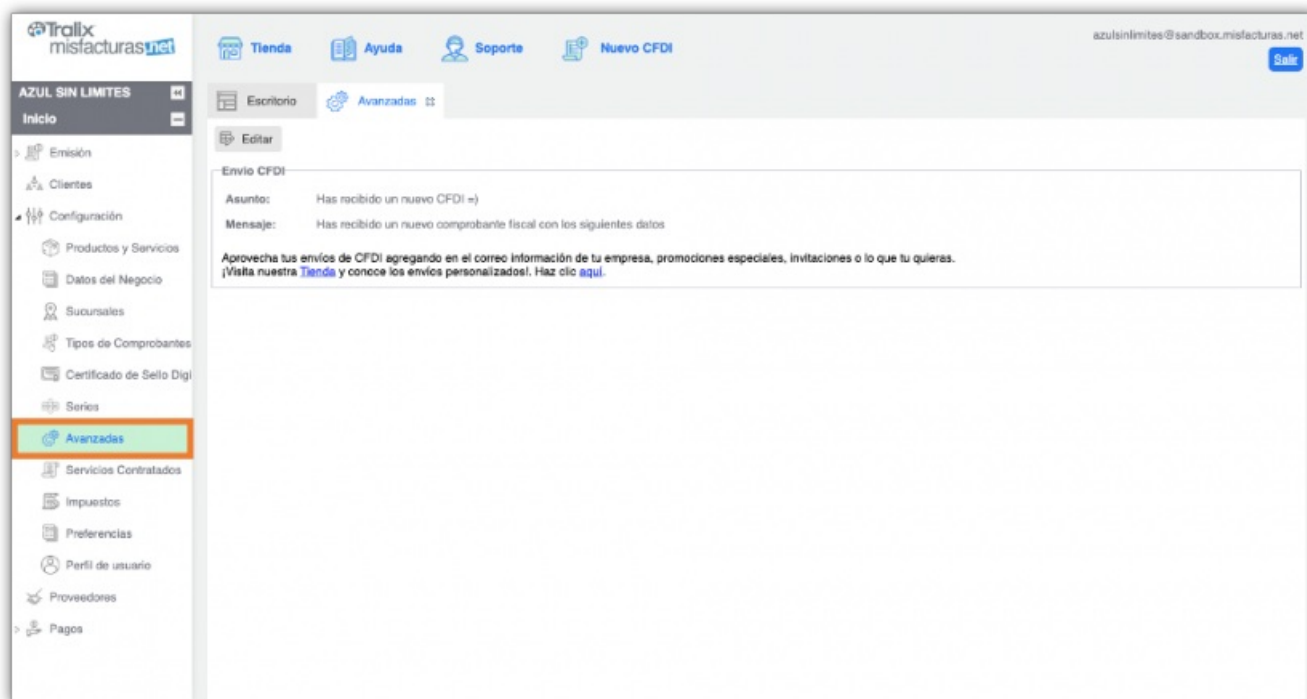 Tralix
misfacturas.net
Tienda
Ayuda
Soporte
Nuevo CFDI
azulsinlimites@sandbox.misfacturas.net
Salir
AZUL SIN LIMITES
Inicio
Emisión
Clientes
Configuración
Productos y Servicios
Datos del Negocio
Sucursales
Tipos de Comprobantes
Certificado de Sello Digi
Series
Avanzadas
Servicios Contratados
Impuestos
Preferencias
Perfil de usuario
Proveedores
Pagos
Escritorio
Avanzadas
Editar
Envío CFDI
Asunto: Has recibido un nuevo CFDI =)
Mensaje: Has recibido un nuevo comprobante fiscal con los siguientes datos
Aprovecha tus envíos de CFDI agregando en el correo información de tu empresa, promociones especiales, invitaciones o lo que tu quieras.
¡Visita nuestra Tienda y conoce los envíos personalizados!. Haz clic aquí.